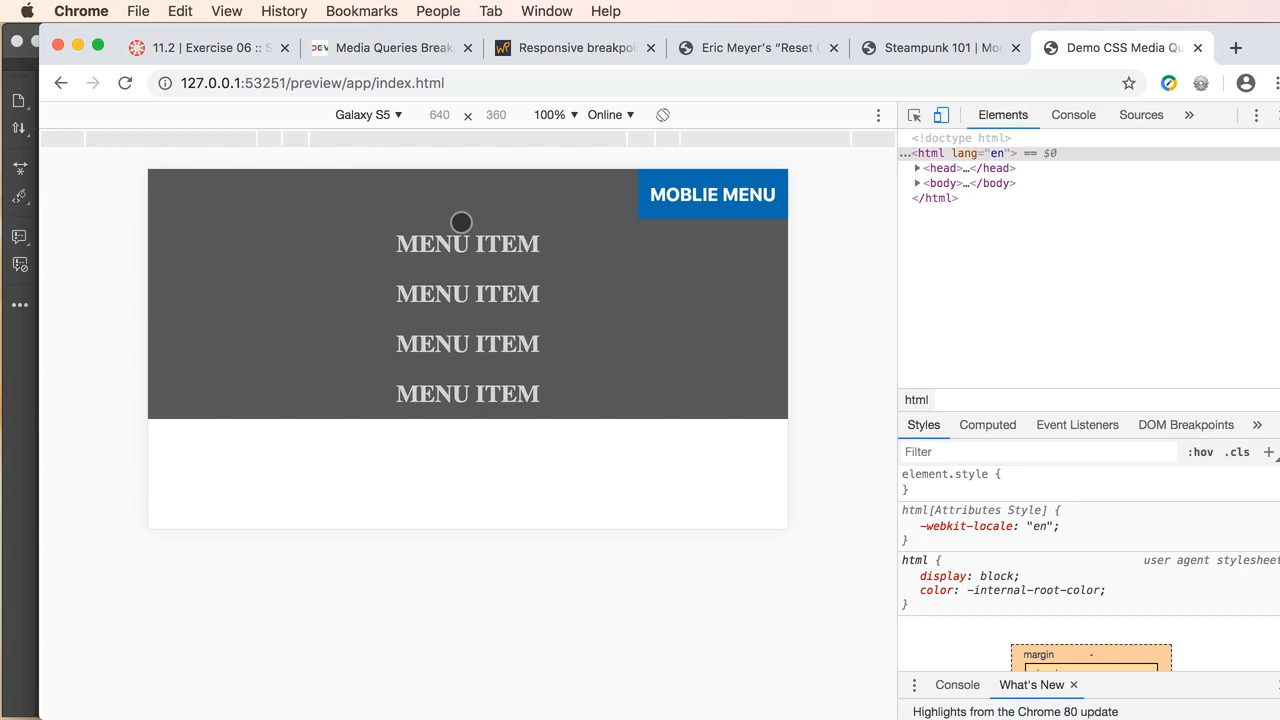 Chrome File Edit View History Bookmarks People Tab Window Help
11.2 | Exercise 06 :: S
Media Queries Break
Responsive breakpoi
Eric Meyer's "Reset C
Steampunk 101 | Mo
Demo CSS Media Qu
127.0.0.1:53251/preview/app/index.html
Galaxy S5 ▼ 640 × 360 100% ▼ Online ▼
Elements Console Sources »
MOBLIE MENU
MENU ITEM
MENU ITEM
MENU ITEM
MENU ITEM
<!doctype html>
...<html lang="en"> == $0
▶<head>…</head>
▶<body>…</body>
</html>
html
Styles Computed Event Listeners DOM Breakpoints »
Filter :hov .cls +
element.style {
}
html[Attributes Style] {
-webkit-locale: "en";
}
html { user agent stylesheet
display: block;
color: -internal-root-color;
}
margin -
Console What's New ×
Highlights from the Chrome 80 update